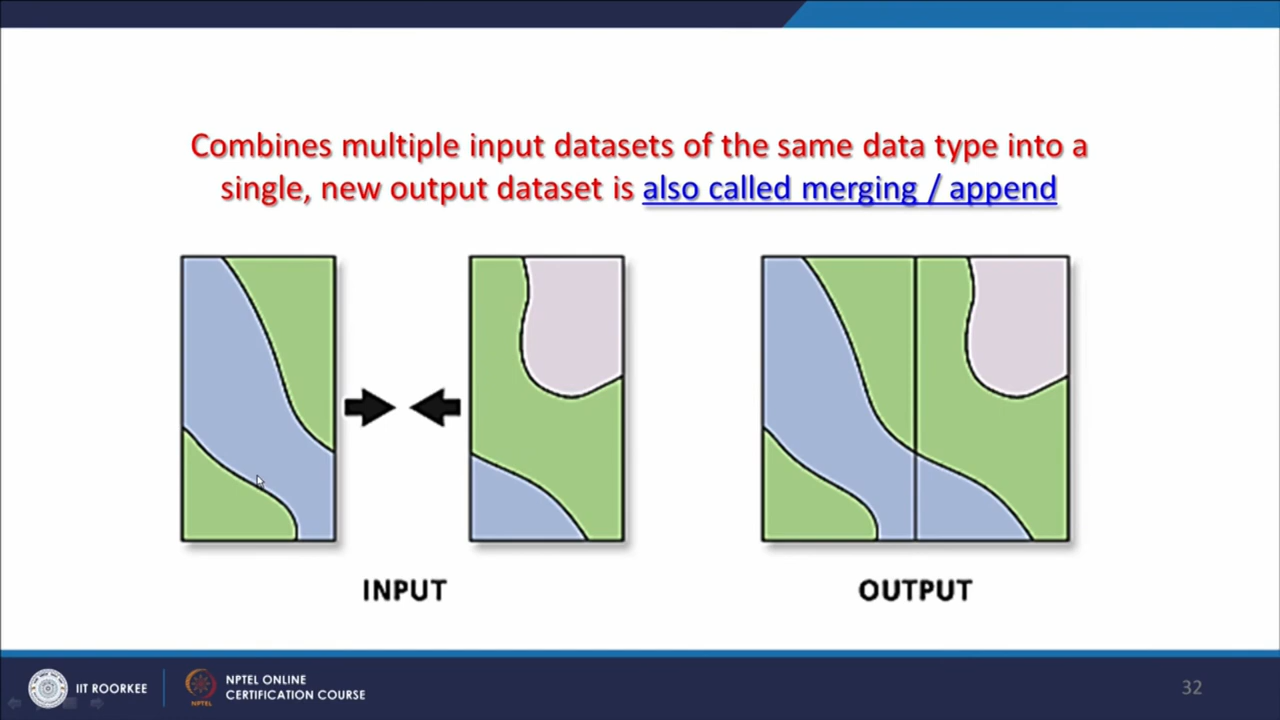 Combines multiple input datasets of the same data type into a
single, new output dataset is also called merging / append
INPUT
OUTPUT
IIT ROORKEE
NPTEL
NPTEL ONLINE
CERTIFICATION COURSE
32